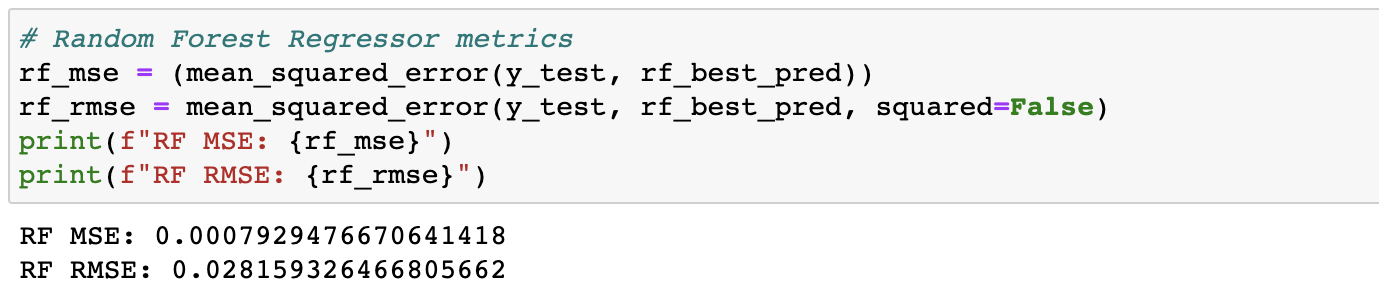 # Random Forest Regressor metrics
rf_mse = (mean_squared_error(y_test, rf_best_pred))
rf_rmse = mean_squared_error(y_test, rf_best_pred, squared=False)
print(f"RF MSE: {rf_mse}")
print(f"RF RMSE: {rf_rmse}")
RF MSE: 0.0007929476670641418
RF RMSE: 0.028159326466805662